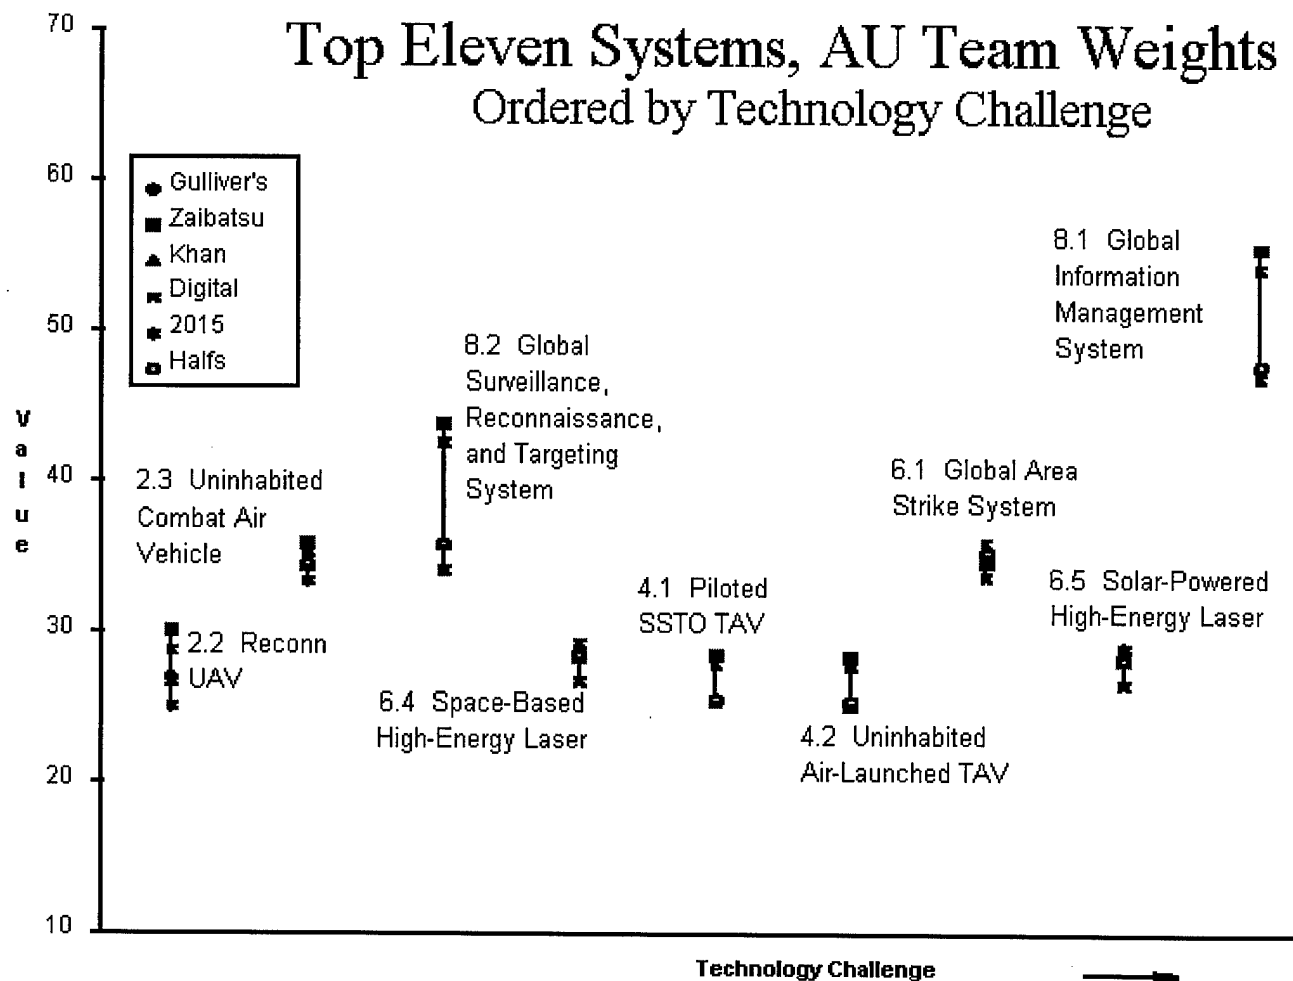 Top Eleven Systems, AU Team Weights
Ordered by Technology Challenge
70
60
50
40
30
20
10
Value
Gulliver's
Zaibatsu
Khan
Digital
2015
Halfs
2.3 Uninhabited
Combat Air
Vehicle
2.2 Reconn
UAV
8.2 Global
Surveillance,
Reconnaissance,
and Targeting
System
6.4 Space-Based
High-Energy Laser
4.1 Piloted
SSTO TAV
4.2 Uninhabited
Air-Launched TAV
6.1 Global Area
Strike System
6.5 Solar-Powered
High-Energy Laser
8.1 Global
Information
Management
System
Technology Challenge